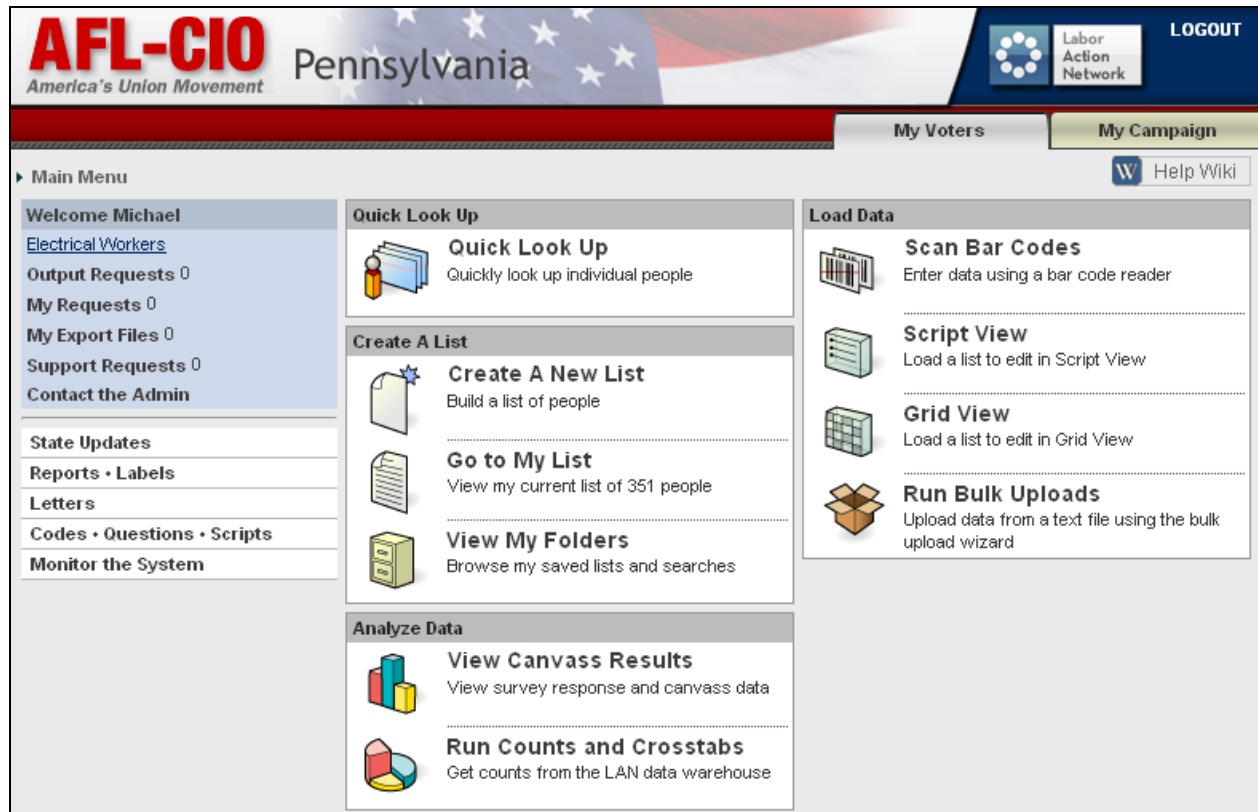 AFL-CIO
America's Union Movement
Pennsylvania
Labor
Action
Network
LOGOUT
My Voters
My Campaign
Main Menu
W Help Wiki
Welcome Michael
Electrical Workers
Output Requests 0
My Requests 0
My Export Files 0
Support Requests 0
Contact the Admin
State Updates
Reports • Labels
Letters
Codes • Questions • Scripts
Monitor the System
Quick Look Up
Quick Look Up
Quickly look up individual people
Create A List
Create A New List
Build a list of people
Go to My List
View my current list of 351 people
View My Folders
Browse my saved lists and searches
Analyze Data
View Canvass Results
View survey response and canvass data
Run Counts and Crosstabs
Get counts from the LAN data warehouse
Load Data
Scan Bar Codes
Enter data using a bar code reader
Script View
Load a list to edit in Script View
Grid View
Load a list to edit in Grid View
Run Bulk Uploads
Upload data from a text file using the bulk
upload wizard